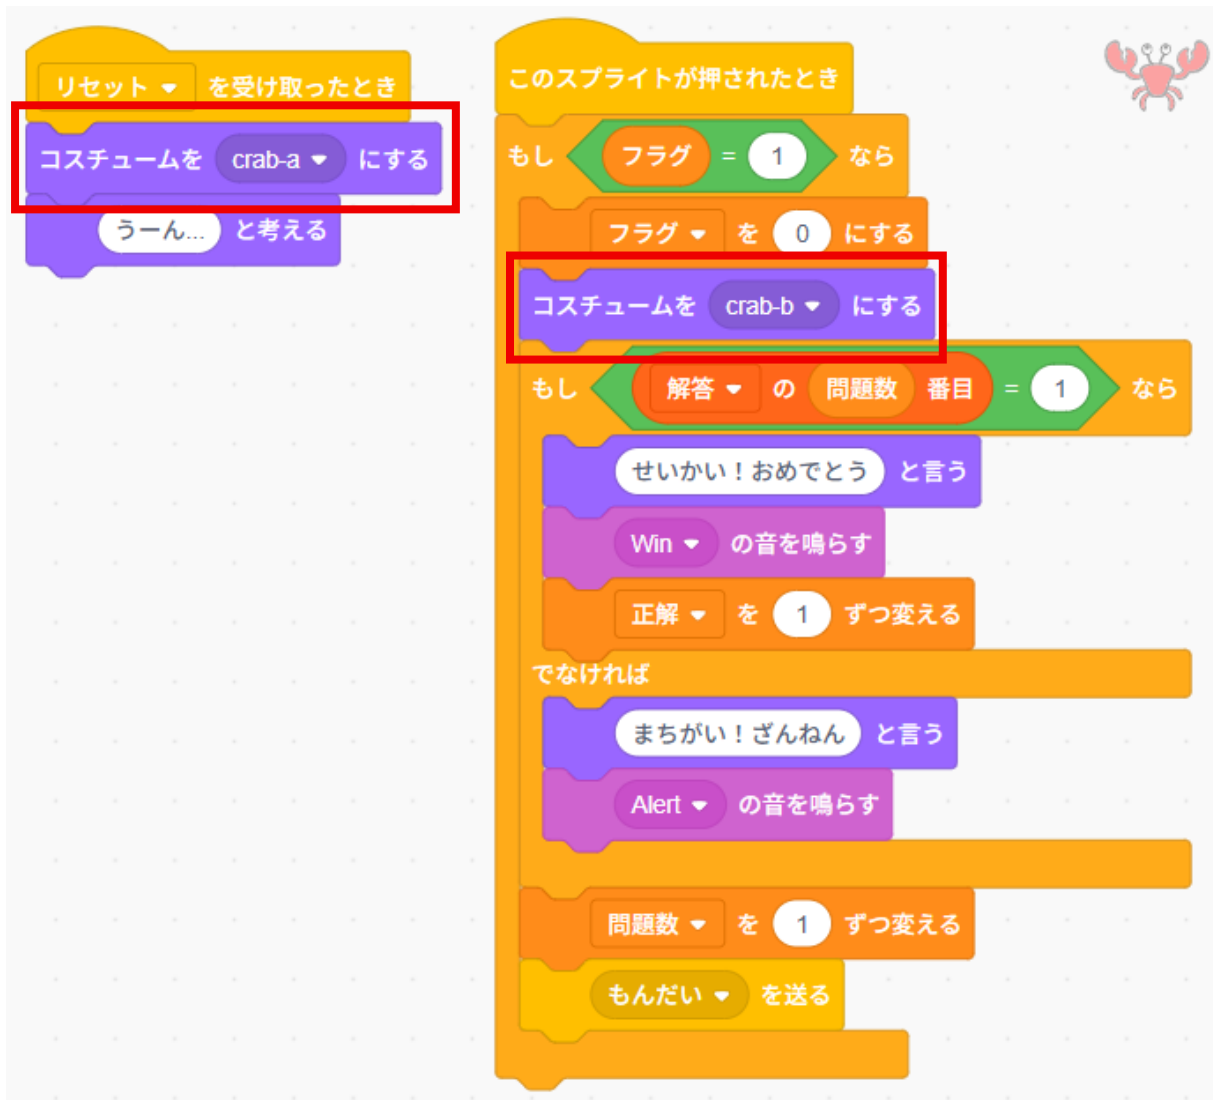 リセット を受け取ったとき
コスチュームを crab-a にする
うーん... と考える
このスプライトが押されたとき
もし フラグ = 1 なら
フラグ を 0 にする
コスチュームを crab-b にする
もし 解答 の 問題数 番目 = 1 なら
せいかい！おめでとう と言う
Win の音を鳴らす
正解 を 1 ずつ変える
でなければ
まちがい！ざんねん と言う
Alert の音を鳴らす
問題数 を 1 ずつ変える
もんだい を送る